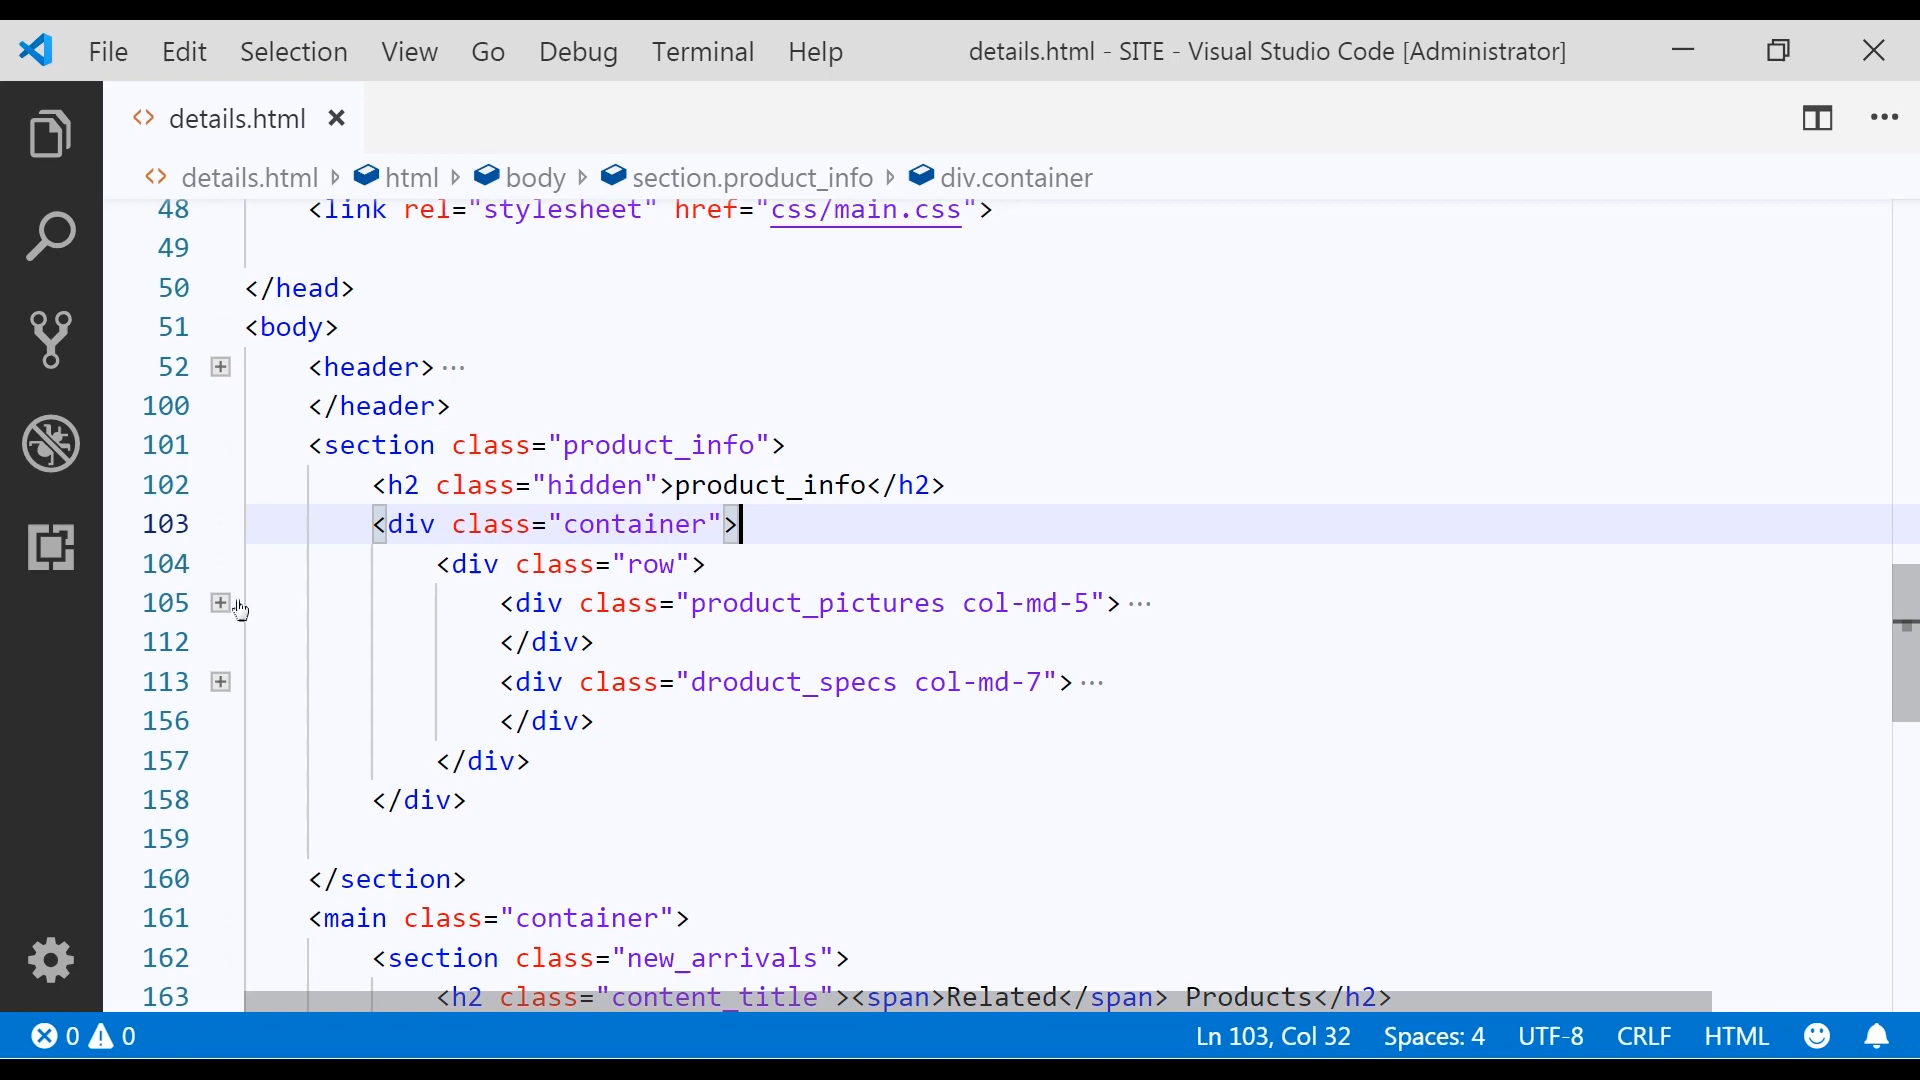 File Edit Selection View Go Debug Terminal Help details.html - SITE - Visual Studio Code [Administrator]
<> details.html ×
<> details.html html body section.product_info div.container
48 <link rel="stylesheet" href="css/main.css">
49
50 </head>
51 <body>
52 <header>···
100 </header>
101 <section class="product_info">
102 <h2 class="hidden">product_info</h2>
103 <div class="container">
104 <div class="row">
105 <div class="product_pictures col-md-5">···
112 </div>
113 <div class="droduct_specs col-md-7">···
156 </div>
157 </div>
158 </div>
159
160 </section>
161 <main class="container">
162 <section class="new_arrivals">
163 <h2 class="content_title"><span>Related</span> Products</h2>
0 0 Ln 103, Col 32 Spaces: 4 UTF-8 CRLF HTML